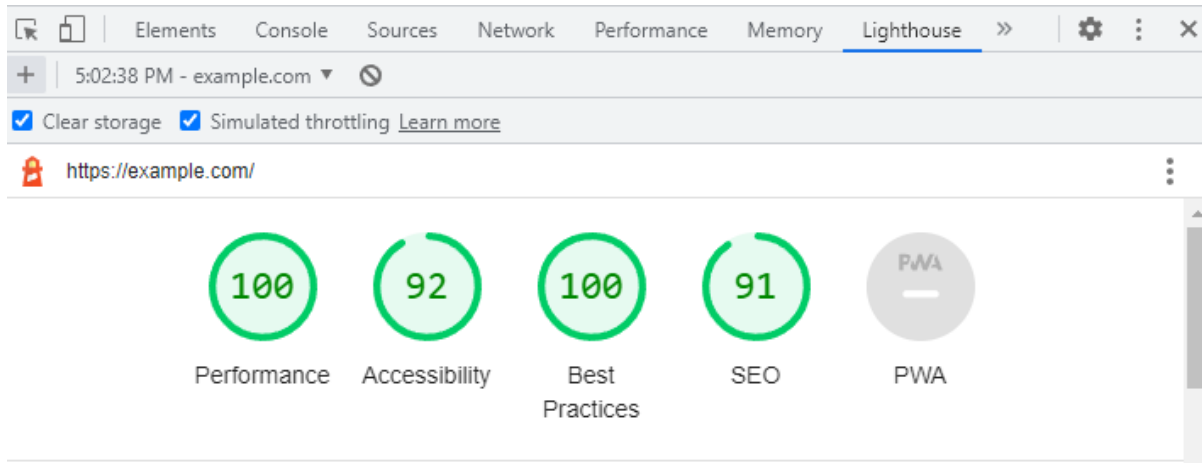 Elements Console Sources Network Performance Memory Lighthouse »
+ 5:02:38 PM - example.com ▼
Clear storage Simulated throttling Learn more
https://example.com/
100 92 100 91 PWA
Performance Accessibility Best Practices SEO PWA